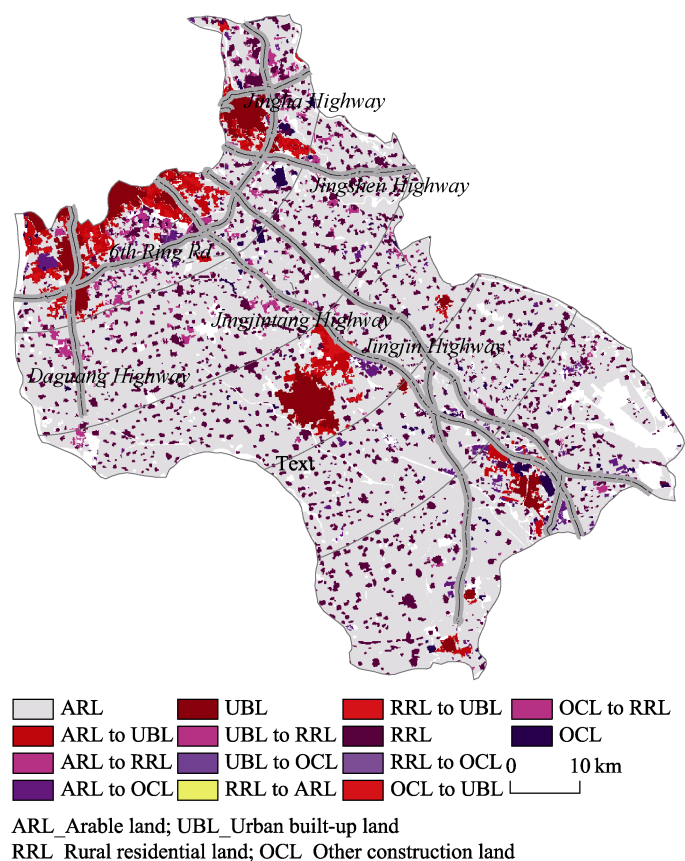 Jingha Highway
Jingshen Highway
6th Ring Rd
Jingjintang Highway
Jingjin Highway
Daguang Highway
Text
ARL UBL RRL to UBL OCL to RRL
ARL to UBL UBL to RRL RRL OCL
ARL to RRL UBL to OCL RRL to OCL 0 10 km
ARL to OCL RRL to ARL OCL to UBL
ARL_Arable land; UBL_Urban built-up land
RRL_Rural residential land; OCL_Other construction land